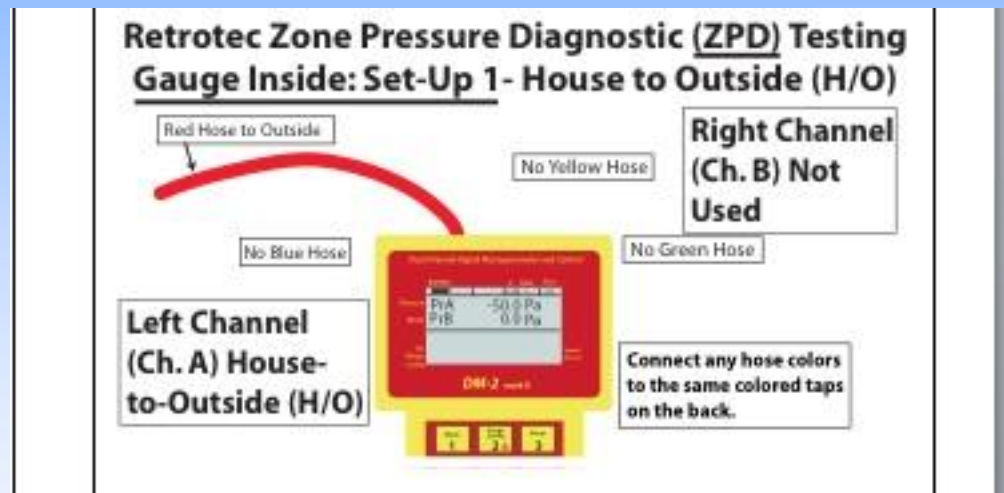 Retrotec Zone Pressure Diagnostic (ZPD) Testing
Gauge Inside: Set-Up 1- House to Outside (H/O)
Red Hose to Outside
No Yellow Hose
Right Channel
(Ch. B) Not
Used
No Blue Hose
No Green Hose
PrA -50.0 Pa
PrB 0.0 Pa
Left Channel
(Ch. A) House-
to-Outside (H/O)
DM-2
Connect any hose colors
to the same colored taps
on the back.
1 2 3